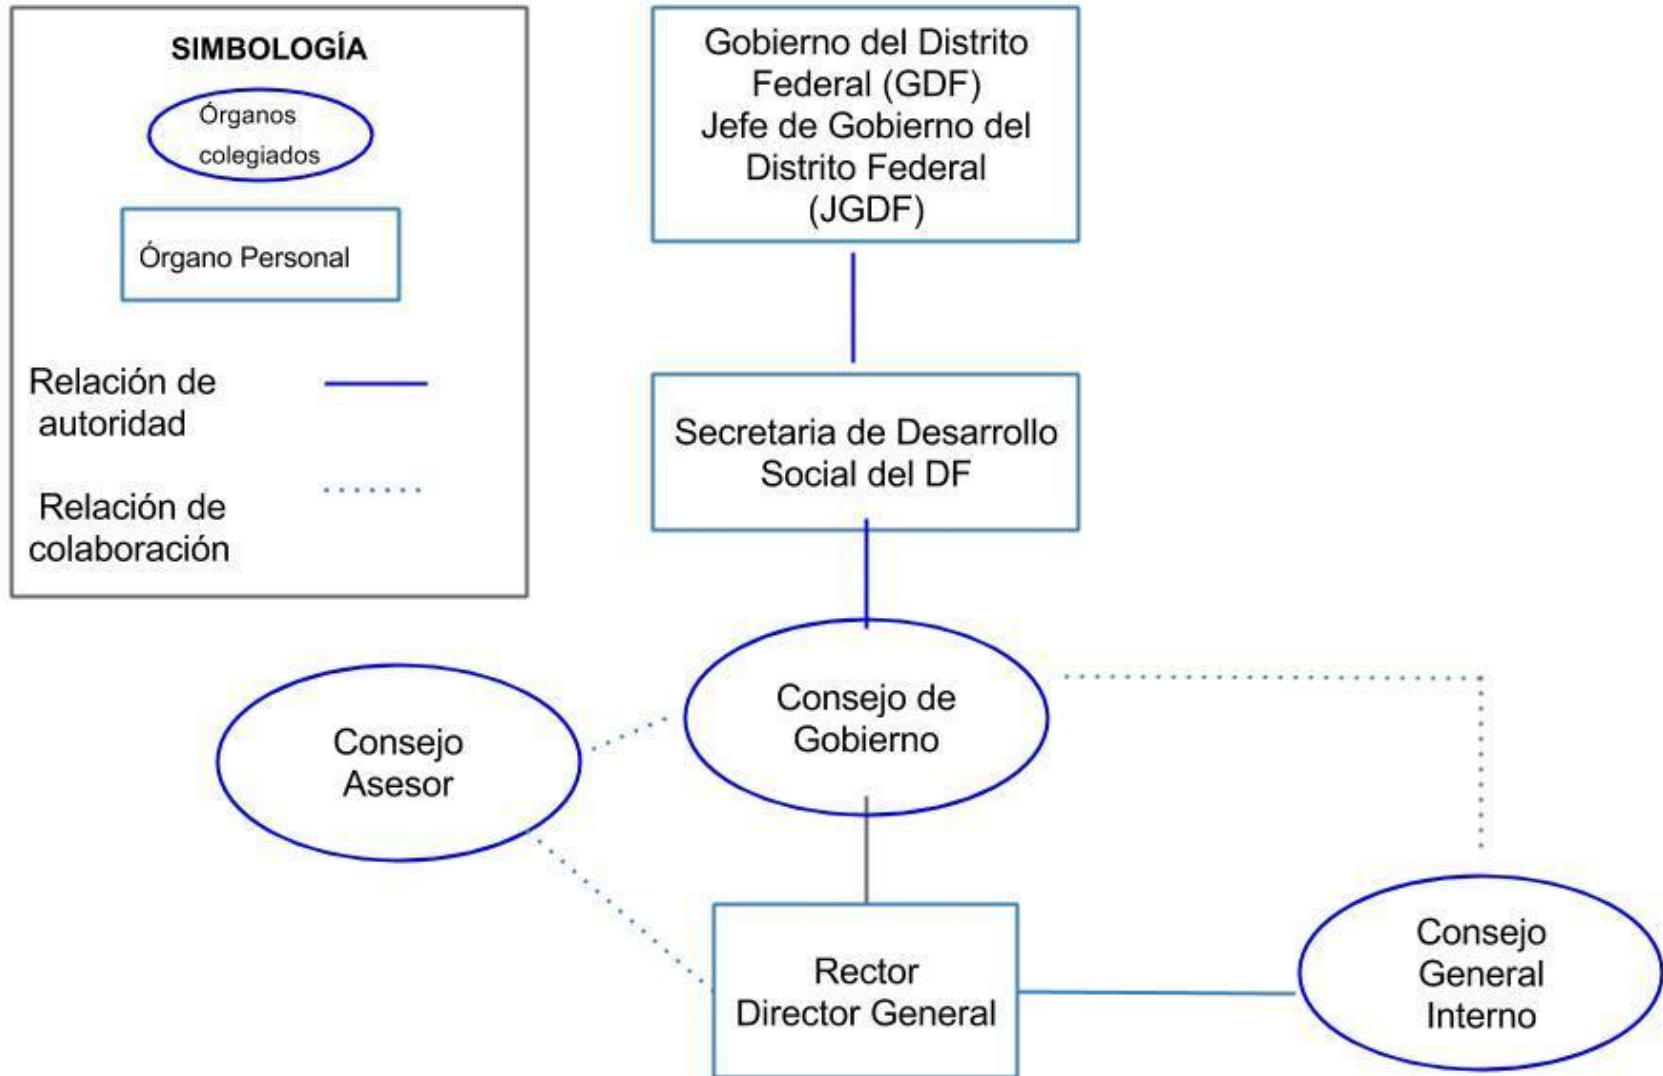 SIMBOLOGÍA
Órganos
colegiados
Órgano Personal
Relación de
autoridad
Relación de
colaboración
Gobierno del Distrito
Federal (GDF)
Jefe de Gobierno del
Distrito Federal
(JGDF)
Secretaria de Desarrollo
Social del DF
Consejo de
Gobierno
Consejo
Asesor
Rector
Director General
Consejo
General
Interno